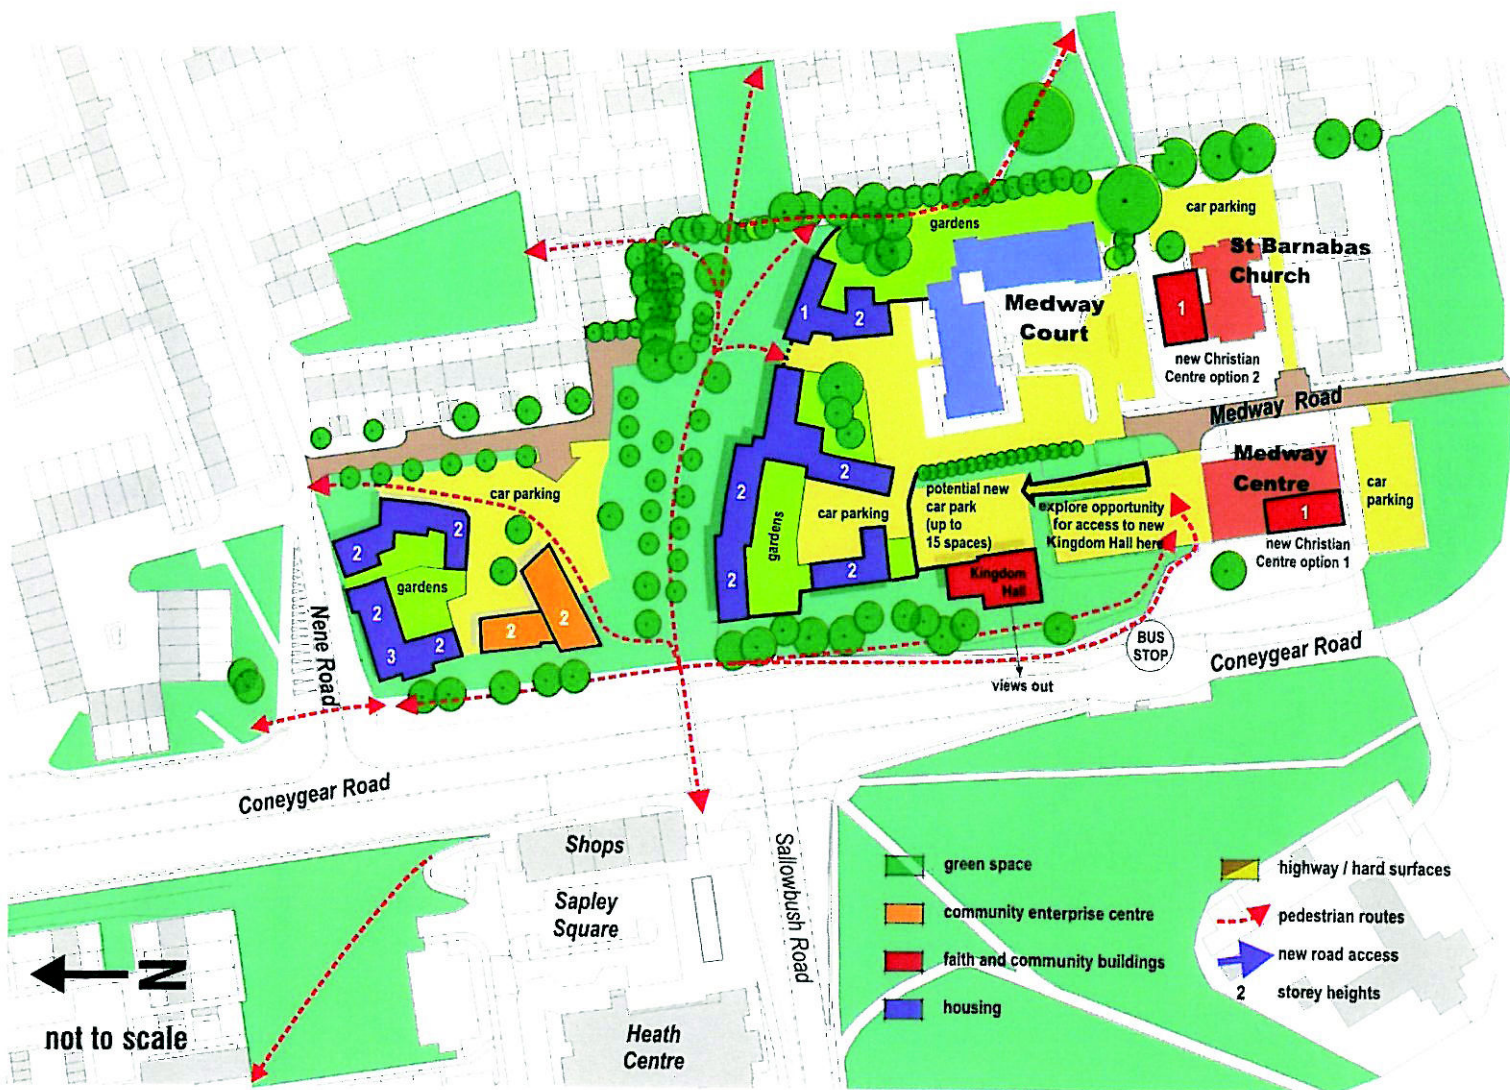 car parking
gardens
St Barnabas
Church
Medway
Court
1
1
2
new Christian
Centre option 2
Medway Road
Medway
Centre
2
potential new
car park
(up to
15 spaces)
explore opportunity
for access to new
Kingdom Hall here
car
parking
car parking
2
car parking
gardens
1
new Christian
Centre option 1
2
2
gardens
2
2
Kingdom
Hall
2
2
2
3
2
Nene Road
BUS
STOP
Coneygear Road
views out
Coneygear Road
Shops
Sapley
Square
Sallowbush Road
Heath
Centre
N
not to scale
green space
community enterprise centre
faith and community buildings
housing
highway / hard surfaces
pedestrian routes
new road access
2 storey heights